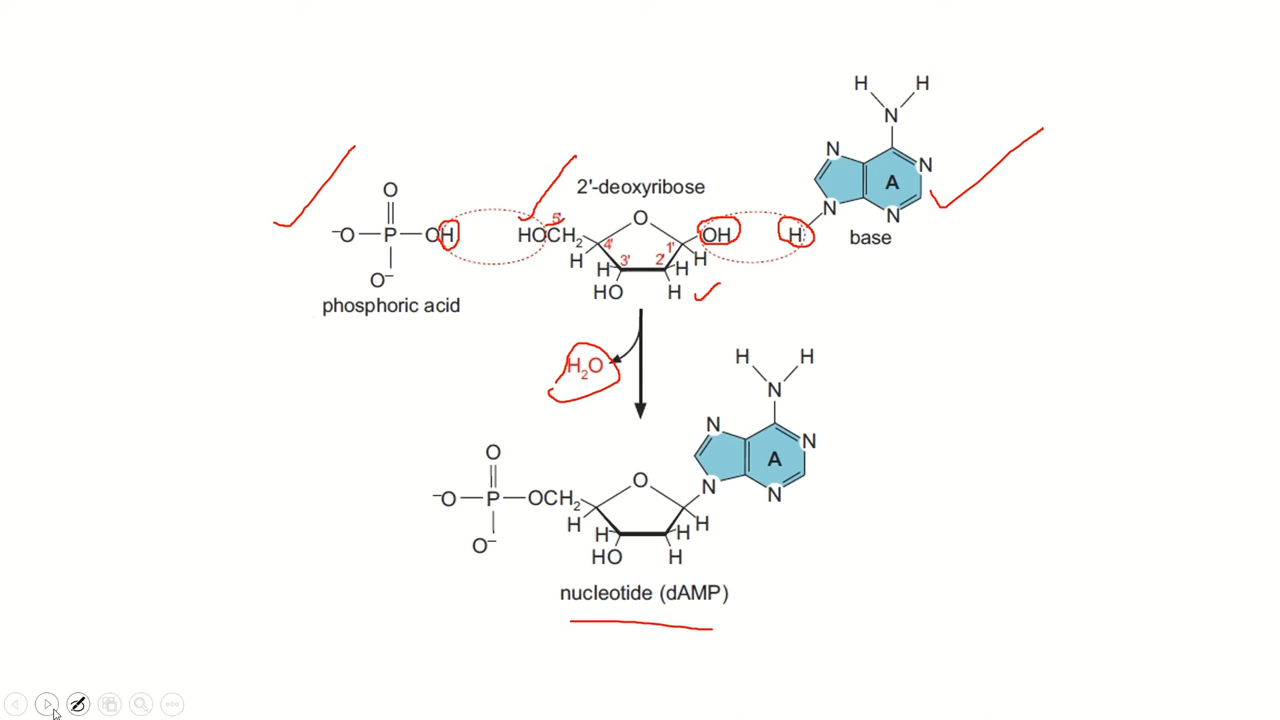 H H
N
N N
A
N N
H
base
2'-deoxyribose
O
⁻O P OH
O⁻
phosphoric acid
HOCH₂ 5'
O
OH
4' 1'
H H
3' 2'
H H
HO H
H₂O
H H
N
N N
A
N N
O
⁻O P OCH₂
O⁻
O
H H
H H
HO H
nucleotide (dAMP)